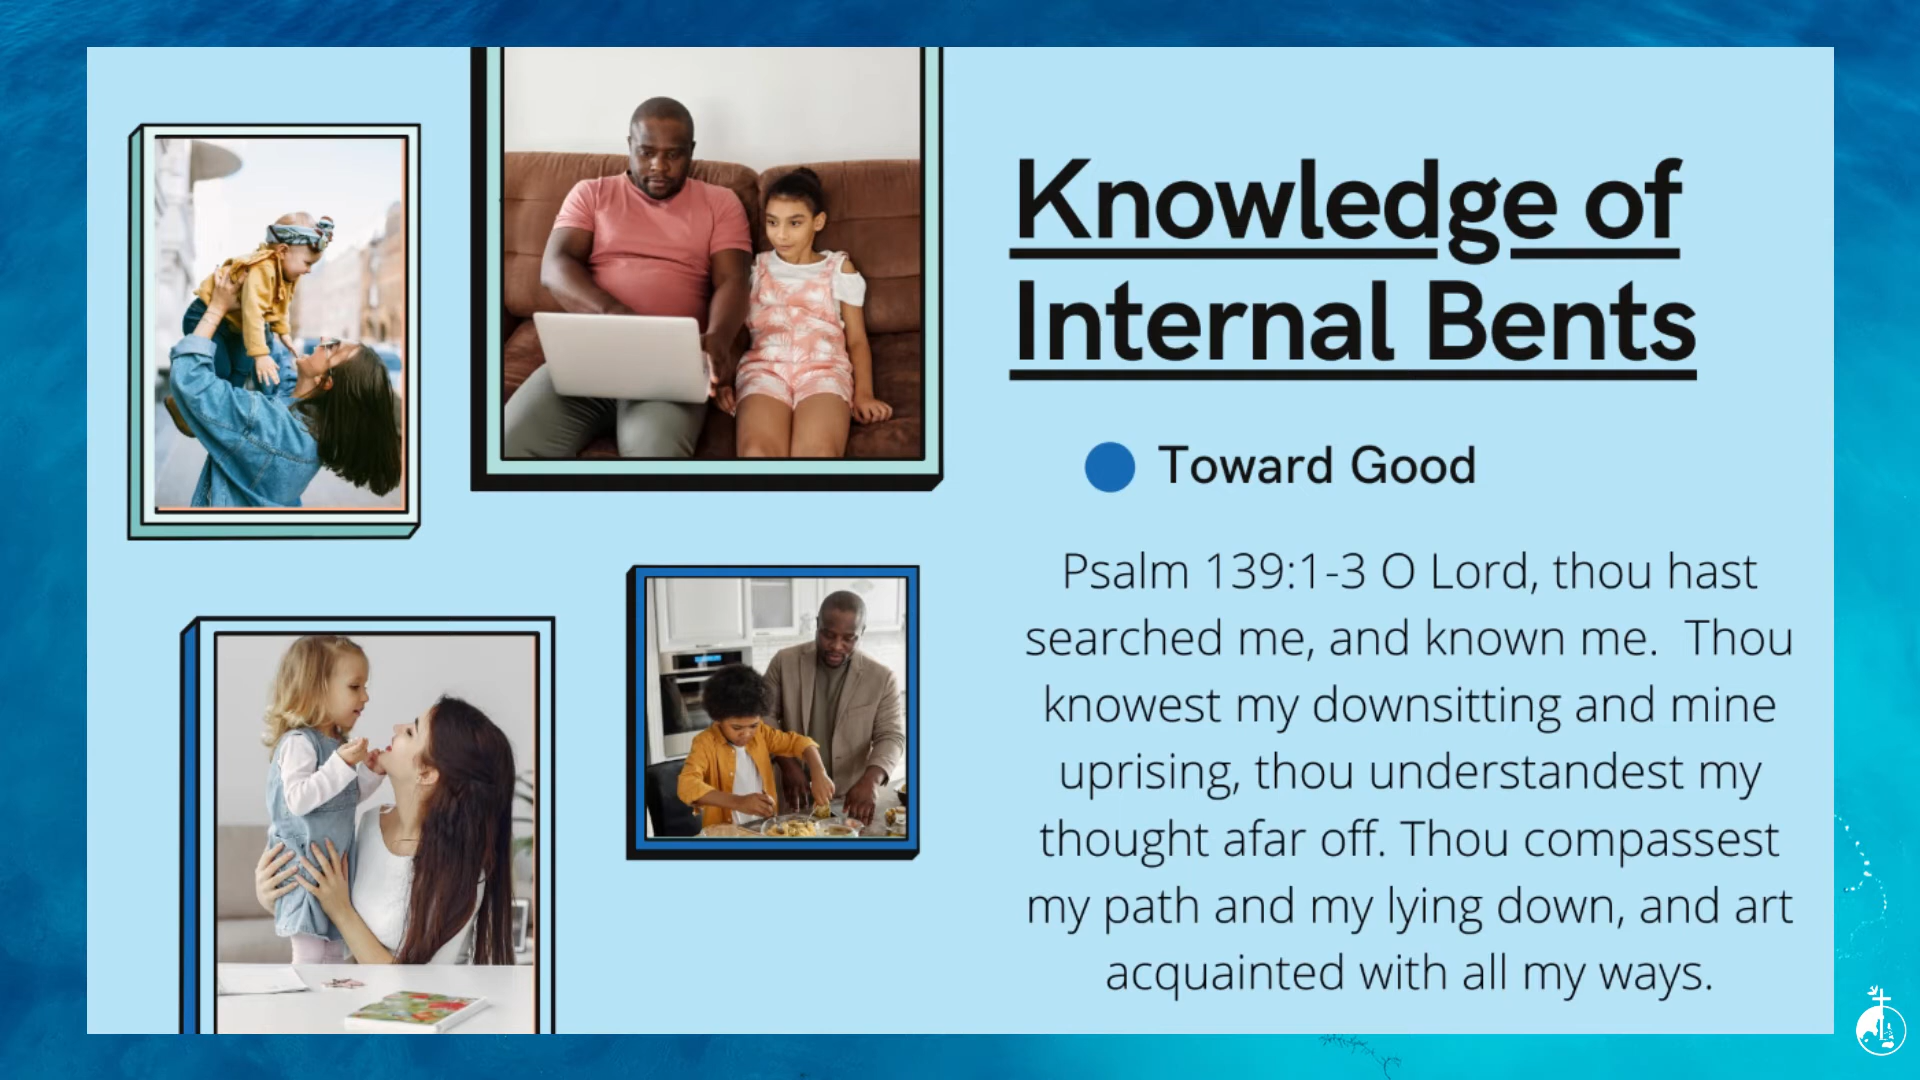 Knowledge of
Internal Bents
Toward Good
Psalm 139:1-3 O Lord, thou hast
searched me, and known me.  Thou
knowest my downsitting and mine
uprising, thou understandest my
thought afar off. Thou compassest
my path and my lying down, and art
acquainted with all my ways.